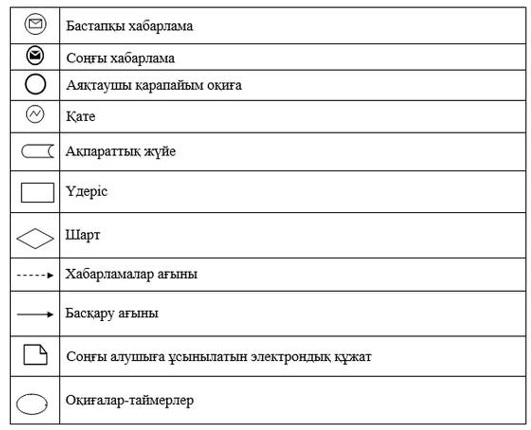 Бастапқы хабарлама
Соңғы хабарлама
Аяқтаушы қарапайым оқиға
Қате
Ақпараттық жүйе
Үдеріс
Шарт
Хабарламалар ағыны
Басқару ағыны
Соңғы алушыға ұсынылатын электрондық құжат
Оқиғалар-таймерлер